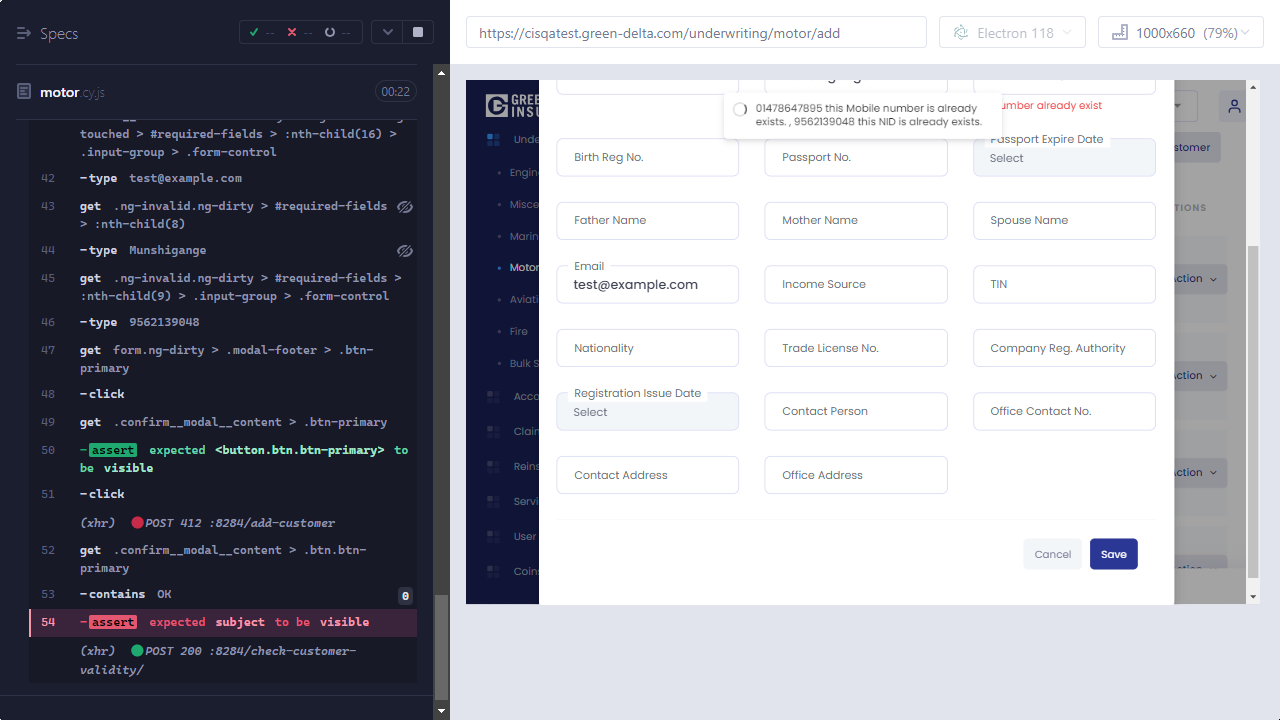 Specs
-- -- --
motor.cy.js 00:22
touched > #required-fields > :nth-child(16) >
.input-group > .form-control
42 -type test@example.com
43 get .ng-invalid.ng-dirty > #required-fields
> :nth-child(8)
44 -type Munshigange
45 get .ng-invalid.ng-dirty > #required-fields >
:nth-child(9) > .input-group > .form-control
46 -type 9562139048
47 get form.ng-dirty > .modal-footer > .btn-
primary
48 -click
49 get .confirm__modal__content > .btn-primary
50 -assert expected <button.btn.btn-primary> to
be visible
51 -click
(xhr) POST 412 :8284/add-customer
52 get .confirm__modal__content > .btn.btn-
primary
53 -contains OK 0
54 -assert expected subject to be visible
(xhr) POST 200 :8284/check-customer-
validity/
https://cisqatest.green-delta.com/underwriting/motor/add
Electron 118
1000x660 (79%)
GREE
INSU
Unde
Engin
Misce
Marin
Motor
Aviati
Fire
Bulk S
Acco
Clain
Reins
Servi
User
Coins
01478647895 this Mobile number is already
exists. , 9562139048 this NID is already exists.
umber already exist
Birth Reg No.
Passport No.
Passport Expire Date
Select
Father Name
Mother Name
Spouse Name
Email
test@example.com
Income Source
TIN
Nationality
Trade License No.
Company Reg. Authority
Registration Issue Date
Select
Contact Person
Office Contact No.
Contact Address
Office Address
Cancel
Save
stomer
TIONS
ction
ction
ction